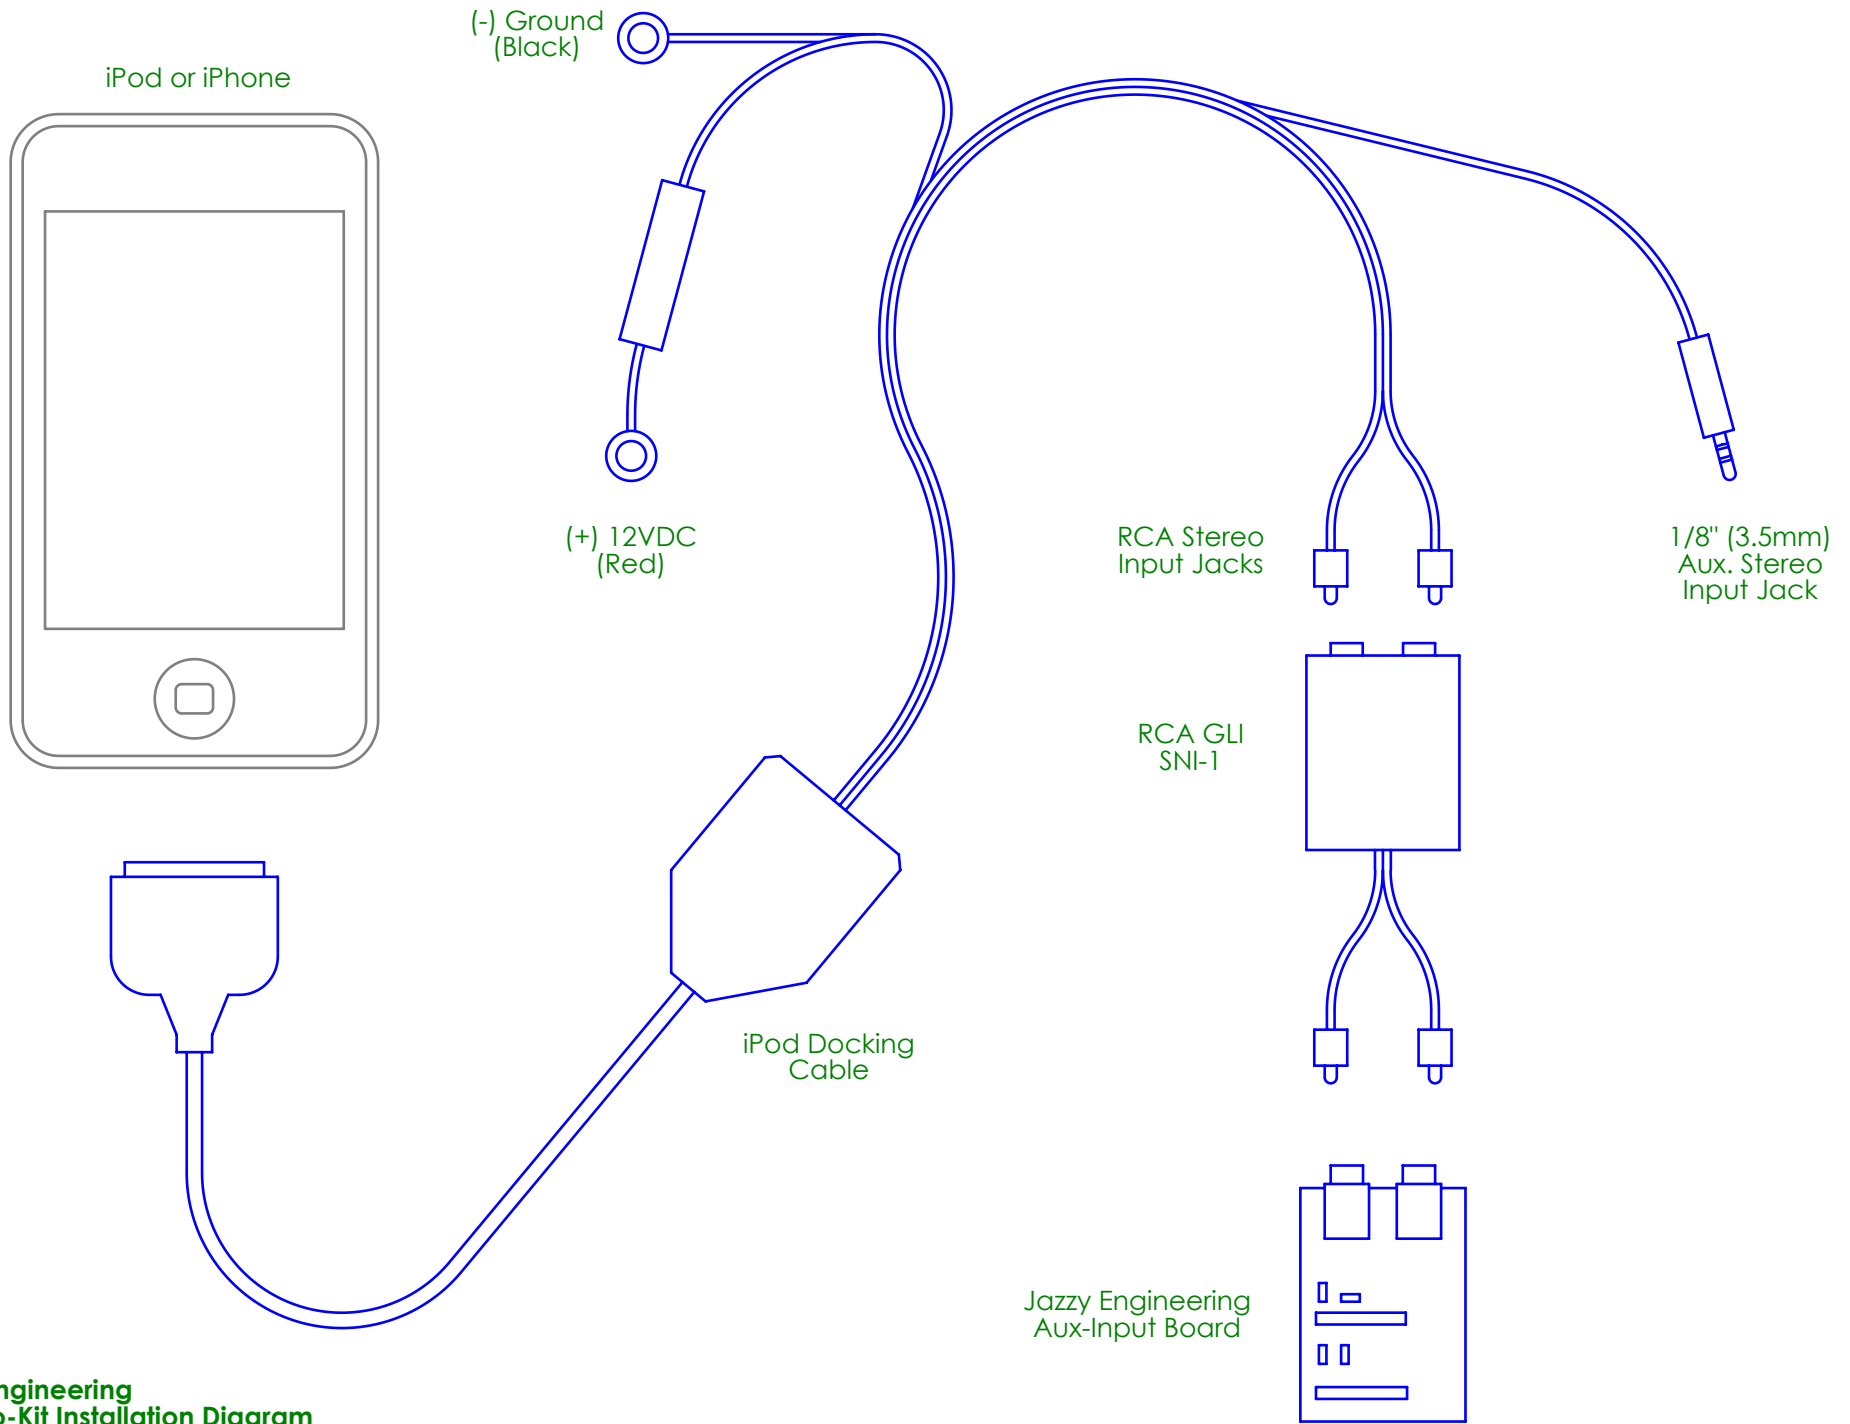 (-) Ground
(Black)
iPod or iPhone
(+) 12VDC
(Red)
RCA Stereo
Input Jacks
1/8" (3.5mm)
Aux. Stereo
Input Jack
RCA GLI
SNI-1
iPod Docking
Cable
Jazzy Engineering
Aux-Input Board
ngineering
-Kit Installation Diagram